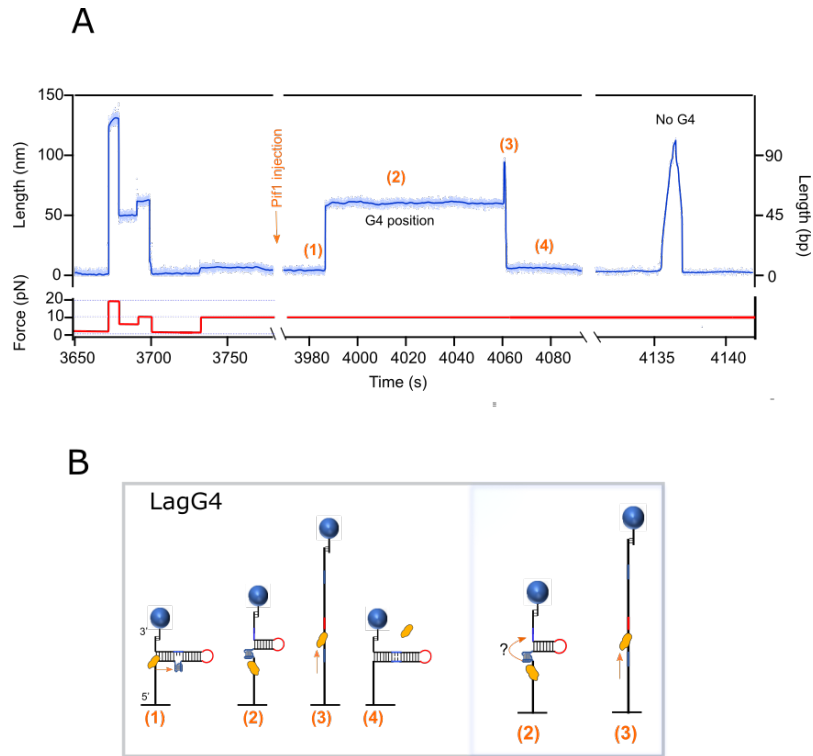 A
150
100
50
0
Length (nm)
Pif1 injection
(1)
(2)
G4 position
(3)
(4)
No G4
90
45
0
Length (bp)
20
10
0
Force (pN)
3650 3700 3750 3980 4000 4020 4040 4060 4080 4135 4140
Time (s)
B
LagG4
3'
5'
?
(1) (2) (3) (4) (2) (3)